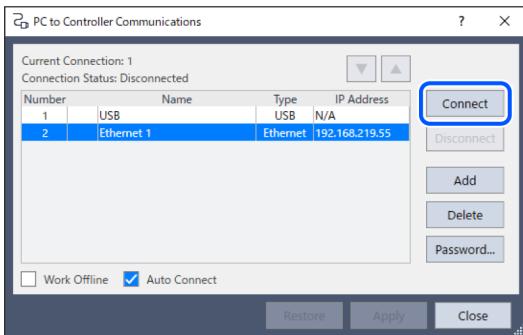 PC to Controller Communications
Current Connection: 1
Connection Status: Disconnected
Number Name Type IP Address
1 USB USB N/A
2 Ethernet 1 Ethernet 192.168.219.55
Connect
Disconnect
Add
Delete
Password...
Work Offline Auto Connect
Restore Apply Close